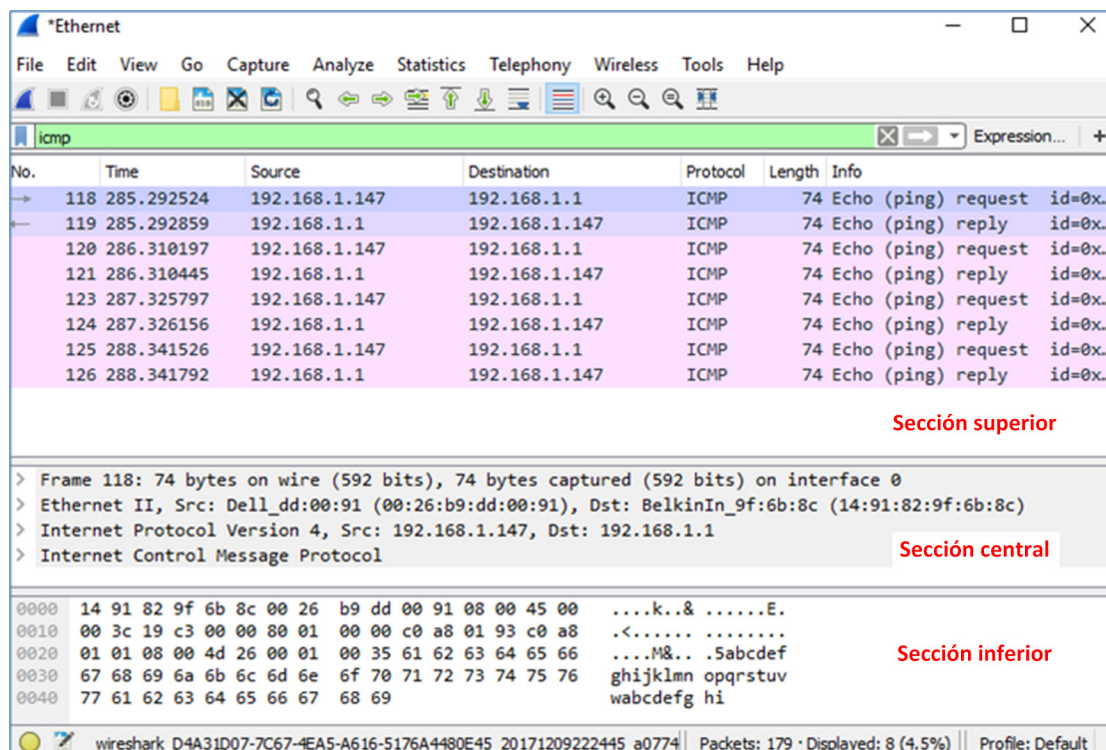 *Ethernet
File Edit View Go Capture Analyze Statistics Telephony Wireless Tools Help
icmp Expression... +
No. Time Source Destination Protocol Length Info
118 285.292524 192.168.1.147 192.168.1.1 ICMP 74 Echo (ping) request id=0x…
119 285.292859 192.168.1.1 192.168.1.147 ICMP 74 Echo (ping) reply id=0x…
120 286.310197 192.168.1.147 192.168.1.1 ICMP 74 Echo (ping) request id=0x…
121 286.310445 192.168.1.1 192.168.1.147 ICMP 74 Echo (ping) reply id=0x…
123 287.325797 192.168.1.147 192.168.1.1 ICMP 74 Echo (ping) request id=0x…
124 287.326156 192.168.1.1 192.168.1.147 ICMP 74 Echo (ping) reply id=0x…
125 288.341526 192.168.1.147 192.168.1.1 ICMP 74 Echo (ping) request id=0x…
126 288.341792 192.168.1.1 192.168.1.147 ICMP 74 Echo (ping) reply id=0x…
Sección superior
> Frame 118: 74 bytes on wire (592 bits), 74 bytes captured (592 bits) on interface 0
> Ethernet II, Src: Dell_dd:00:91 (00:26:b9:dd:00:91), Dst: BelkinIn_9f:6b:8c (14:91:82:9f:6b:8c)
> Internet Protocol Version 4, Src: 192.168.1.147, Dst: 192.168.1.1
> Internet Control Message Protocol
Sección central
0000 14 91 82 9f 6b 8c 00 26 b9 dd 00 91 08 00 45 00 ....k..& ......E.
0010 00 3c 19 c3 00 00 80 01 00 00 c0 a8 01 93 c0 a8 .<...... ........
0020 01 01 08 00 4d 26 00 01 00 35 61 62 63 64 65 66 ....M&.. .5abcdef
0030 67 68 69 6a 6b 6c 6d 6e 6f 70 71 72 73 74 75 76 ghijklmn opqrstuv
0040 77 61 62 63 64 65 66 67 68 69 wabcdefg hi
Sección inferior
wireshark_D4A31D07-7C67-4EA5-A616-5176A4480E45_20171209222445_a0774 Packets: 179 · Displayed: 8 (4.5%) Profile: Default